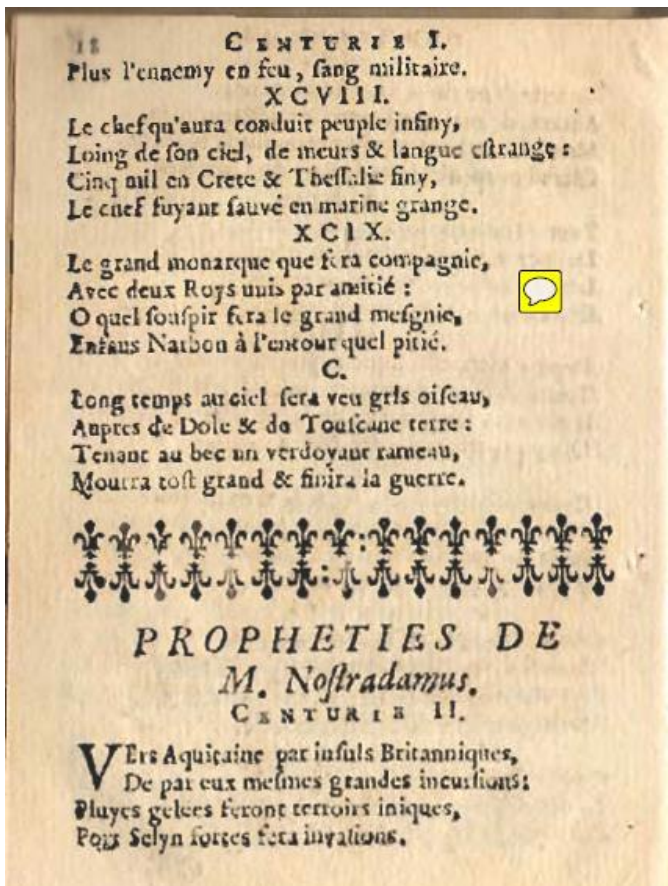 18 CENTURIE I.
Plus l'ennemy en feu, sang militaire.
XCVIII.
Le chef qu'aura conduit peuple infiny,
Loing de son ciel, de meurs & langue estrange:
Cinq mil en Crete & Thessalie finy,
Le chef fuyant sauvé en marine grange.
XCIX.
Le grand monarque que fera compagnie,
Avec deux Roys unis par amitié:
O quel souspir fera le grand mesgnie,
Enfans Narbon à l'entour quel pitié.
C.
Long temps au ciel sera veu gris oiseau,
Aupres de Dole & de Touscane terre:
Tenant au bec un verdoyant rameau,
Mourra tost grand & finira la guerre.
PROPHETIES DE
M. Nostradamus.
CENTURIE II.
VErs Aquitaine par insuls Britanniques,
De par eux mesmes grandes incursions:
Pluyes gelees feront terroirs iniques,
Port Selyn fortes fera invasions.